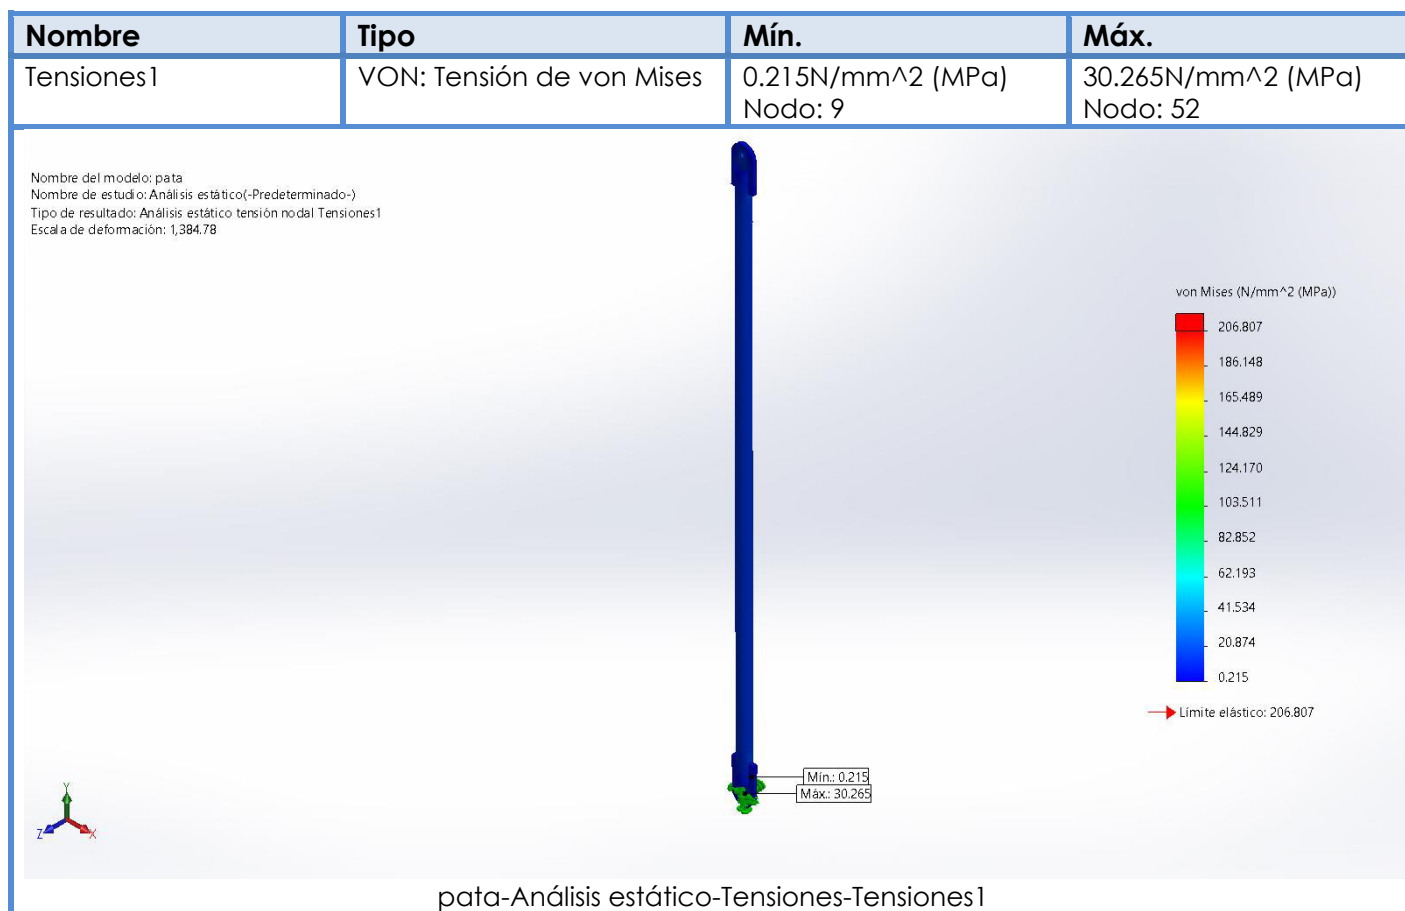 Nombre Tipo Mín. Máx.
Tensiones1 VON: Tensión de von Mises 0.215N/mm^2 (MPa) 30.265N/mm^2 (MPa)
Nodo: 9 Nodo: 52
Nombre del modelo: pata
Nombre de estudio: Análisis estático(-Predeterminado-)
Tipo de resultado: Análisis estático tensión nodal Tensiones1
Escala de deformación: 1,384.78
von Mises (N/mm^2 (MPa))
206.807
186.148
165.489
144.829
124.170
103.511
82.852
62.193
41.534
20.874
0.215
Límite elástico: 206.807
Mín.: 0.215
Máx.: 30.265
Y
Z X
pata-Análisis estático-Tensiones-Tensiones1